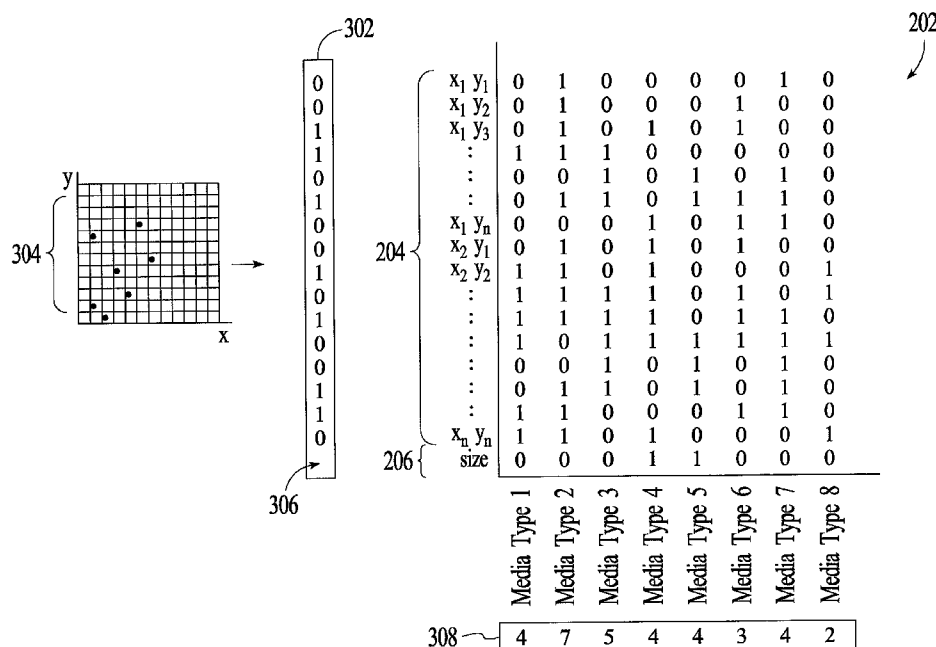 302
202
0
0
1
1
0
1
0
0
1
0
1
0
0
1
1
0
306
y
x
304
204
206
x₁ y₁ 0 1 0 0 0 0 1 0
x₁ y₂ 0 1 0 0 0 1 0 0
x₁ y₃ 0 1 0 1 0 1 0 0
: 1 1 1 0 0 0 0 0
: 0 0 1 0 1 0 1 0
: 0 1 1 0 1 1 1 0
x₁ yₙ 0 0 0 1 0 1 1 0
x₂ y₁ 0 1 0 1 0 1 0 0
x₂ y₂ 1 1 0 1 0 0 0 1
: 1 1 1 1 0 1 0 1
: 1 1 1 1 0 1 1 0
: 1 0 1 1 1 1 1 1
: 0 0 1 0 1 0 1 0
: 0 1 1 0 1 0 1 0
: 1 1 0 0 0 1 1 0
xₙ yₙ 1 1 0 1 0 0 0 1
size 0 0 0 1 1 0 0 0
Media Type 1
Media Type 2
Media Type 3
Media Type 4
Media Type 5
Media Type 6
Media Type 7
Media Type 8
308
4 7 5 4 4 3 4 2